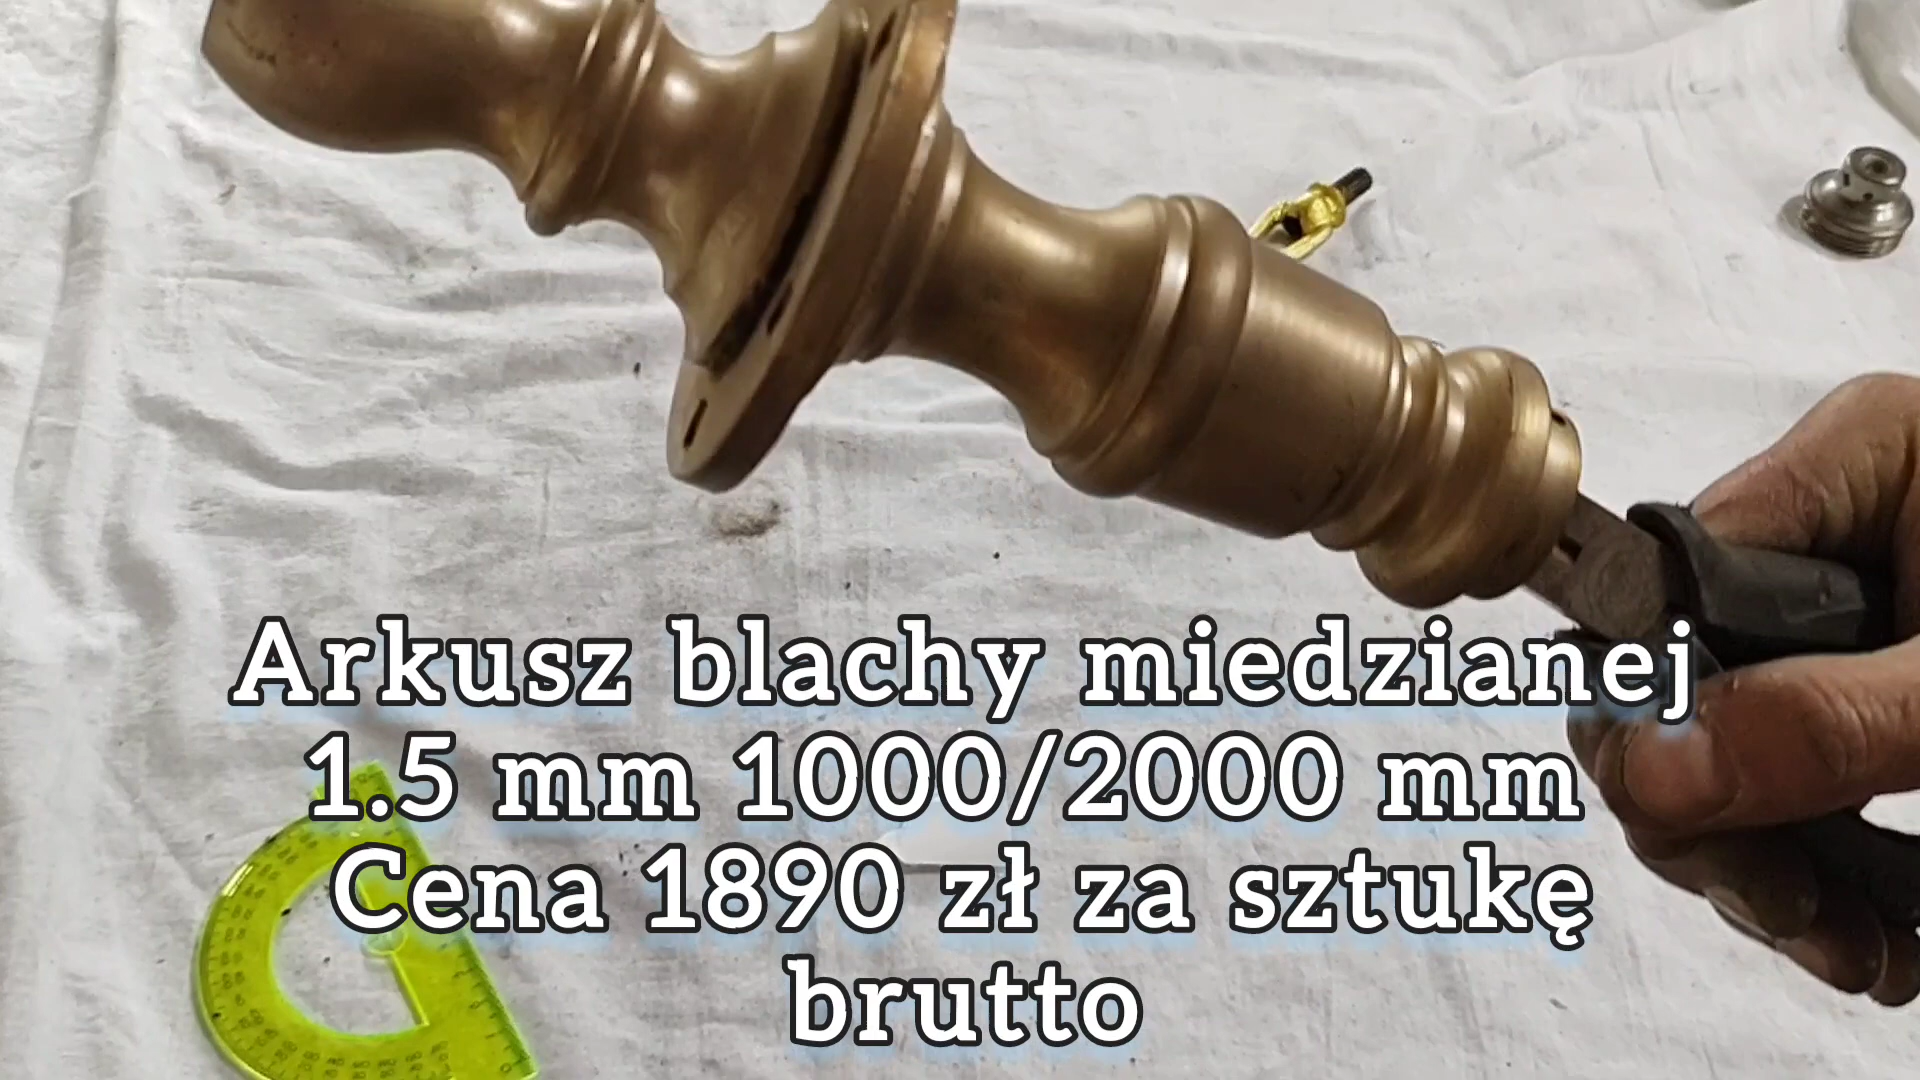 Arkusz blachy miedzianej
1.5 mm 1000/2000 mm
Cena 1890 zł za sztukę
brutto